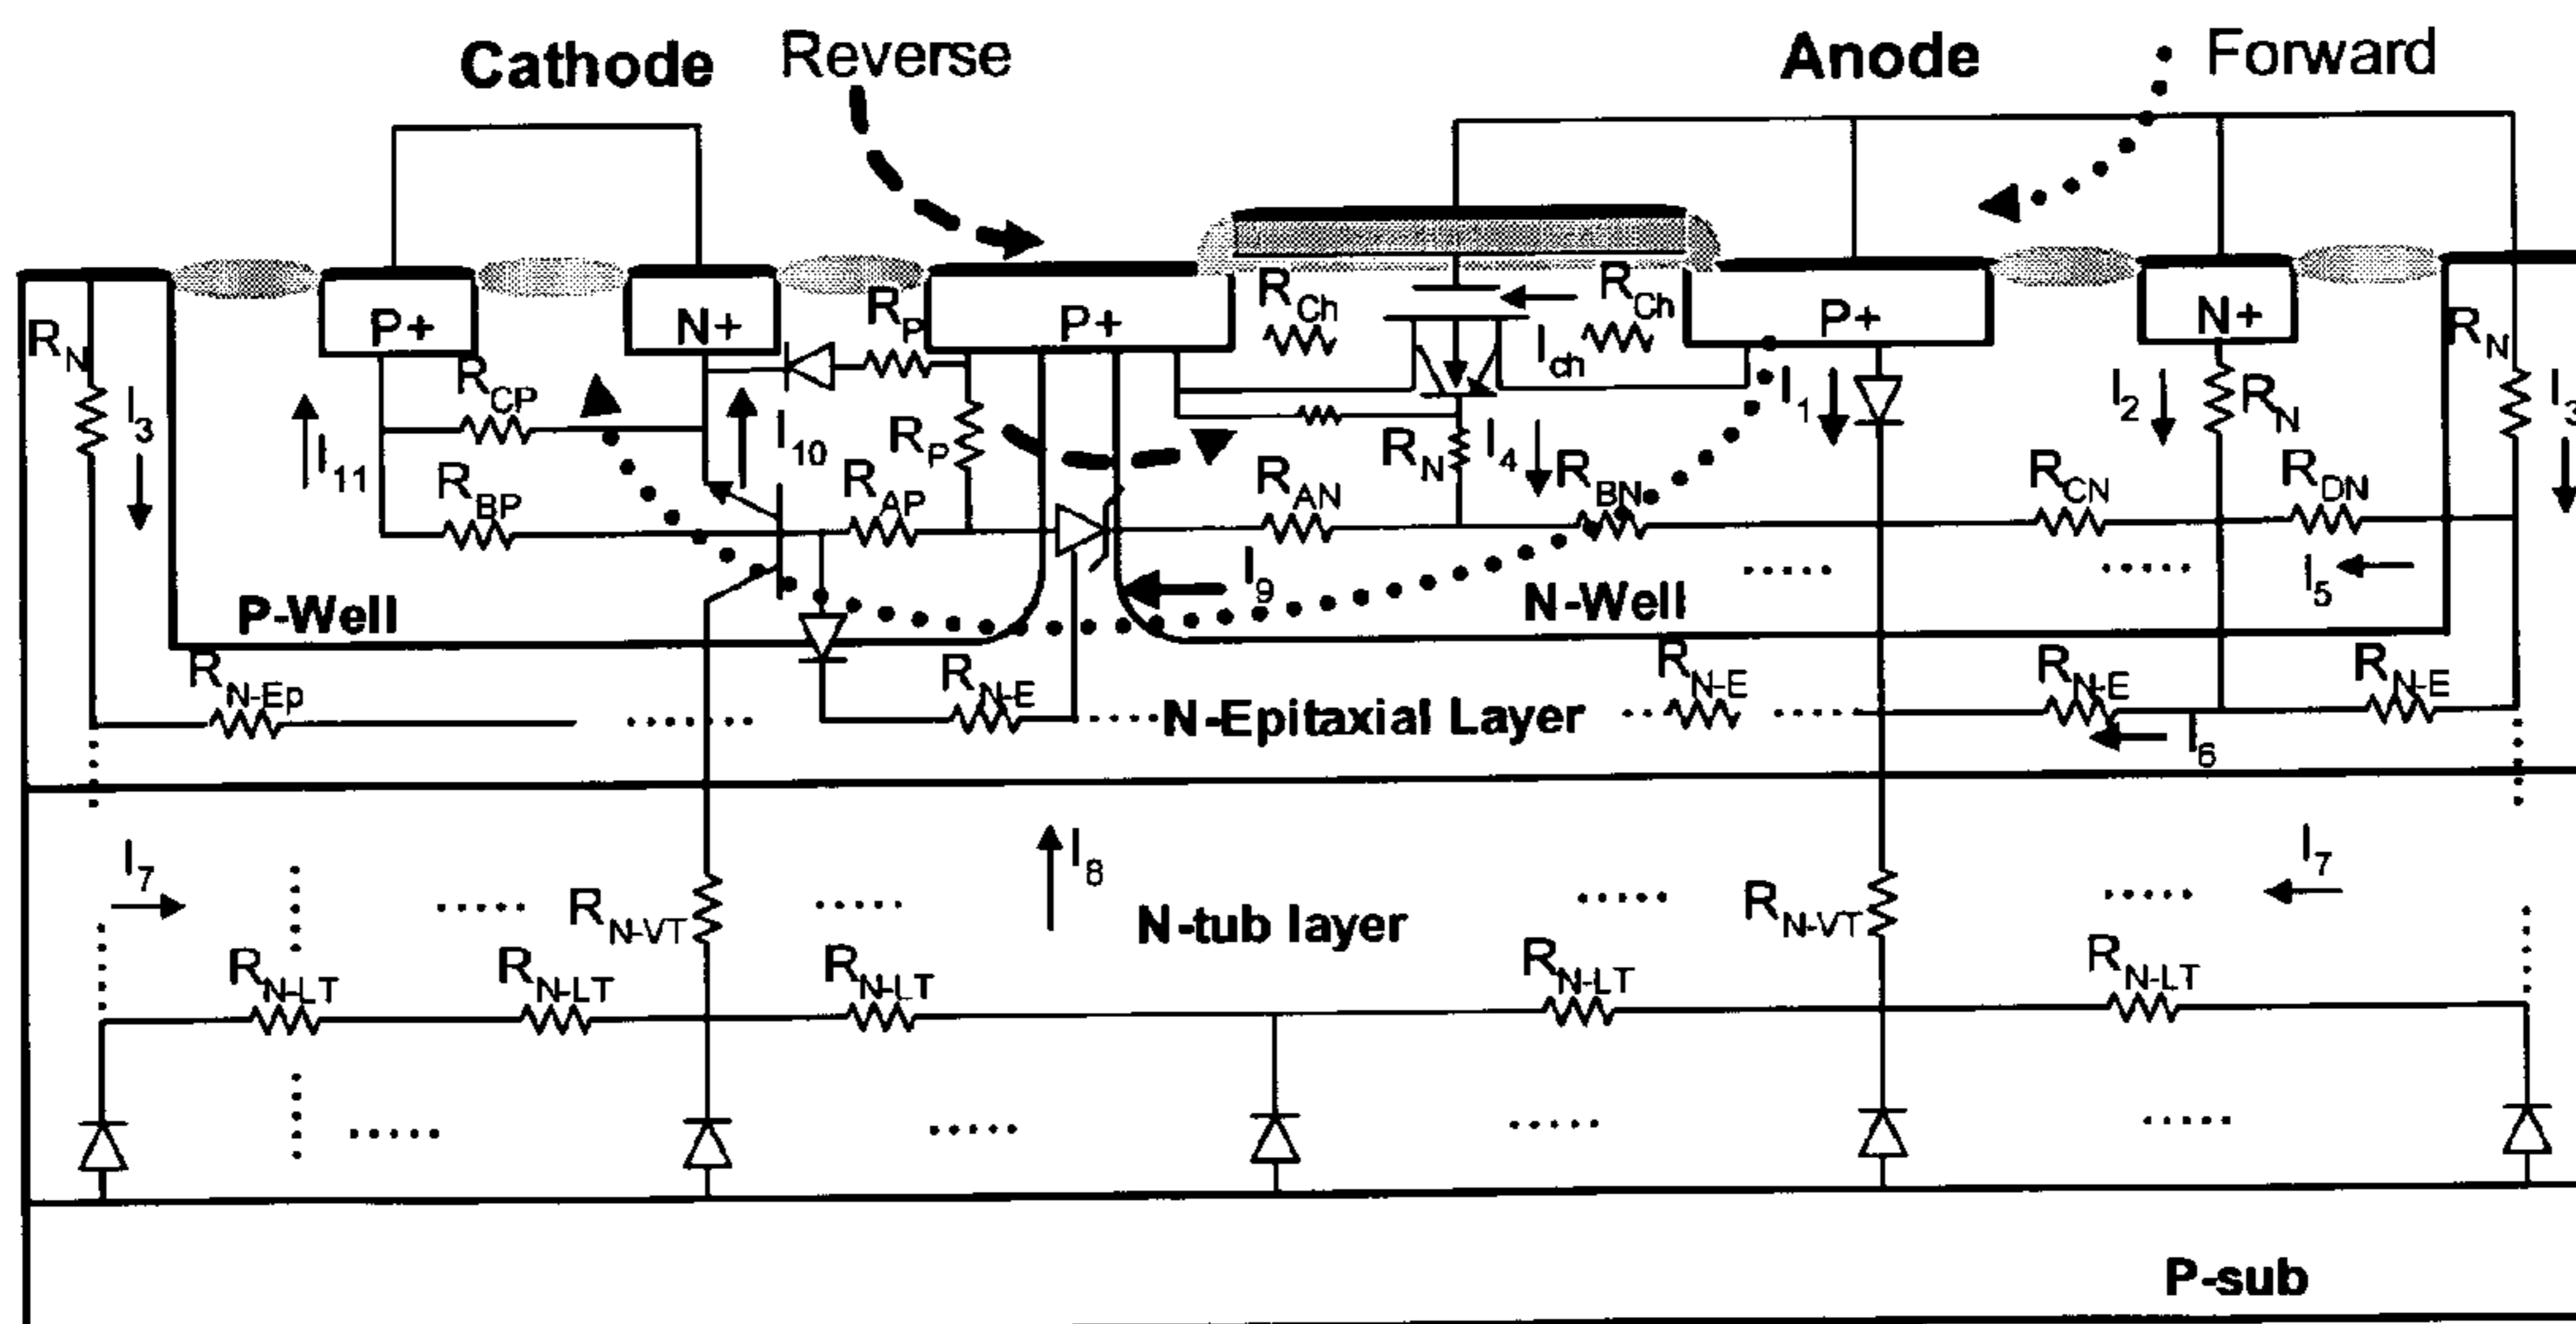 Cathode Reverse Anode Forward
P+ N+ R_P P+ R_Ch R_Ch P+ N+
R_N R_N
I_ch
R_CP I_1 I_2 R_N
I_3 I_3
I_11 I_10 R_P R_N I_4
R_BP R_AP R_AN R_BN R_CN R_DN
I_9 I_5
P-Well N-Well
R_N-Ep R_N-E R_N-E R_N-E R_N-E
N-Epitaxial Layer
I_6
I_7 I_8 I_7
R_N-VT N-tub layer R_N-VT
R_N-LT R_N-LT R_N-LT R_N-LT R_N-LT
P-sub